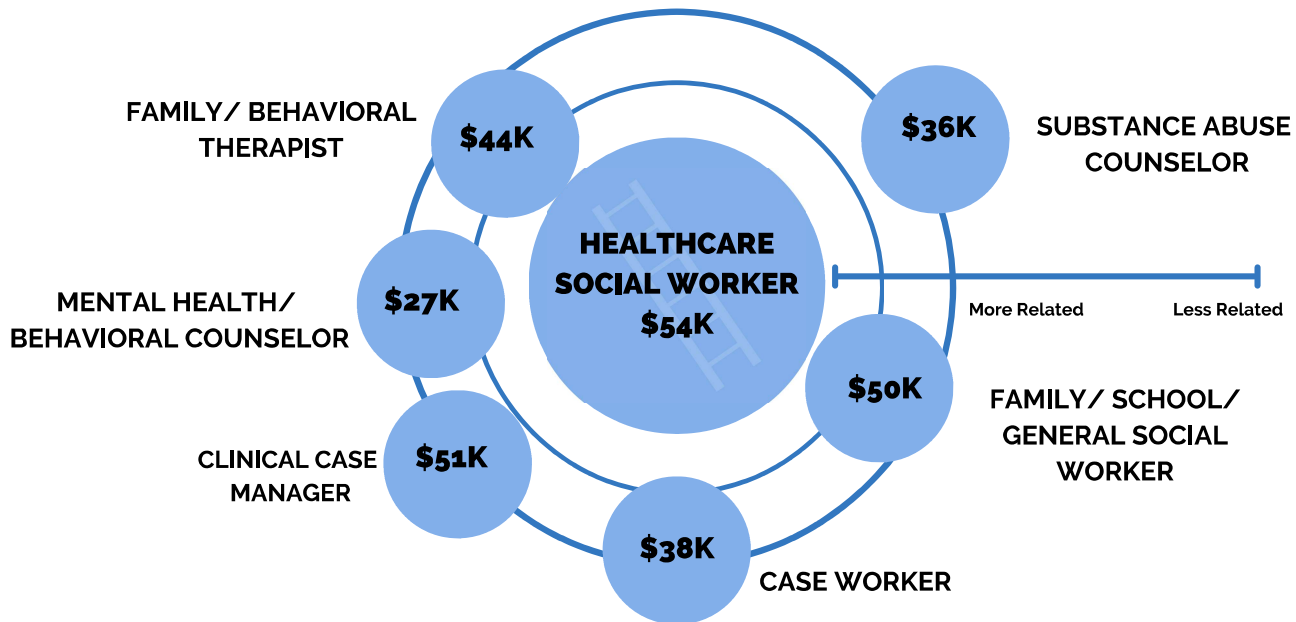 FAMILY/ BEHAVIORAL
THERAPIST
$44K
$36K
SUBSTANCE ABUSE
COUNSELOR
HEALTHCARE
SOCIAL WORKER
$54K
MENTAL HEALTH/
BEHAVIORAL COUNSELOR
$27K
More Related
Less Related
$50K
FAMILY/ SCHOOL/
GENERAL SOCIAL
WORKER
CLINICAL CASE
MANAGER
$51K
$38K
CASE WORKER